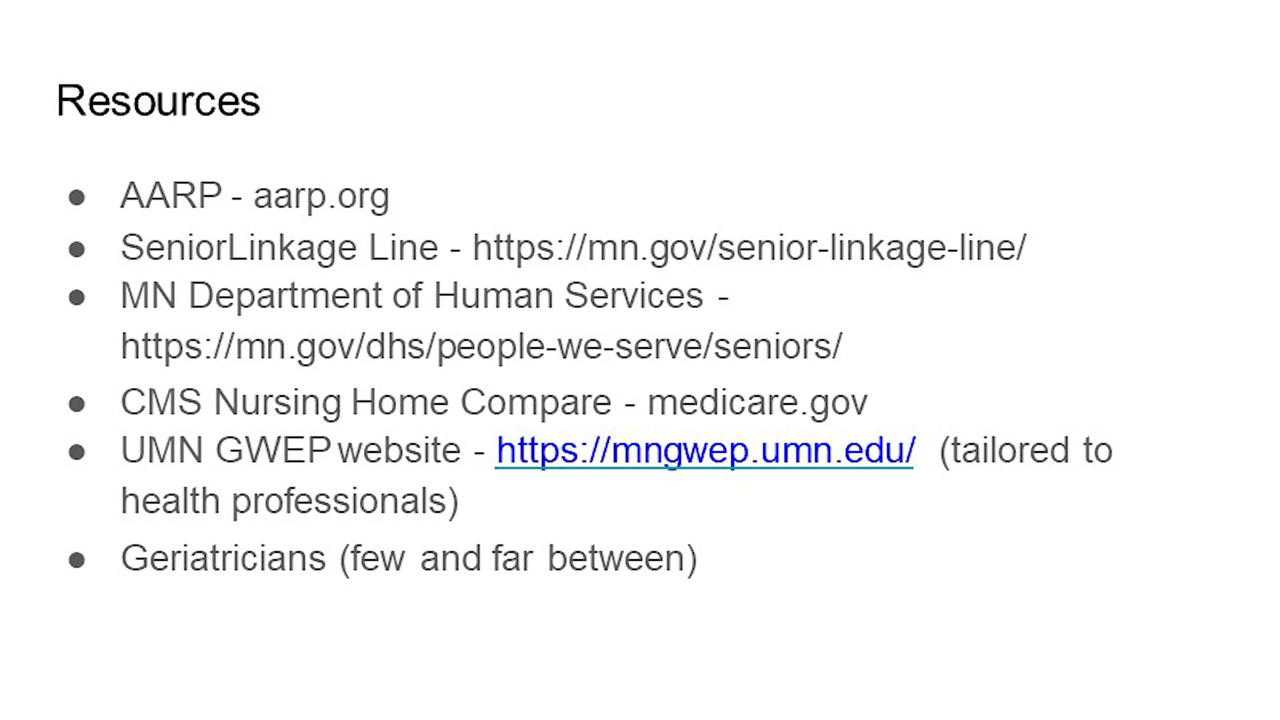 Resources
● AARP - aarp.org
● SeniorLinkage Line - https://mn.gov/senior-linkage-line/
● MN Department of Human Services -
https://mn.gov/dhs/people-we-serve/seniors/
● CMS Nursing Home Compare - medicare.gov
● UMN GWEP website - https://mngwep.umn.edu/ (tailored to
health professionals)
● Geriatricians (few and far between)